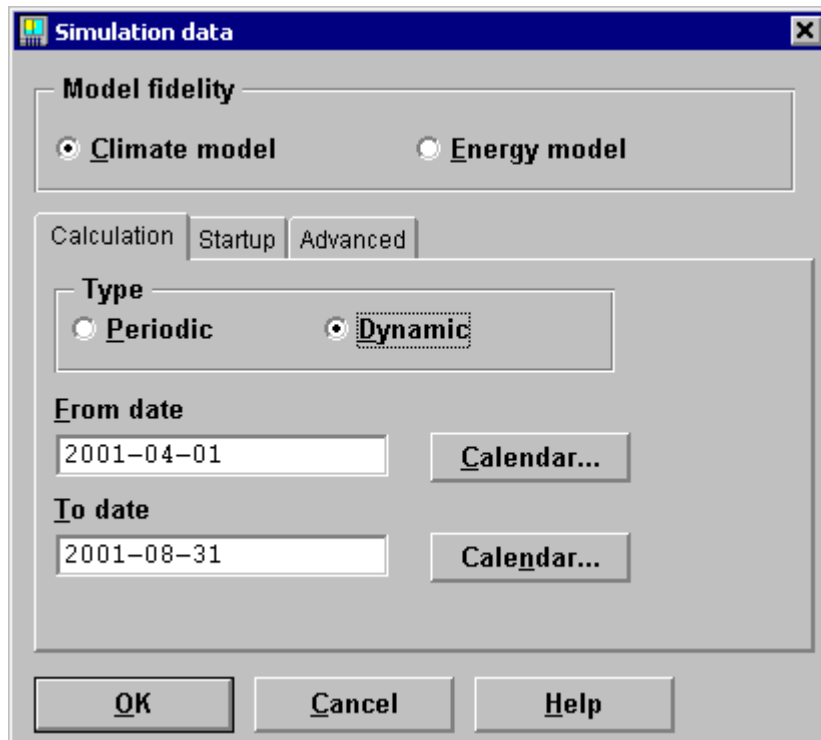 Simulation data
Model fidelity
Climate model Energy model
Calculation Startup Advanced
Type
Periodic Dynamic
From date
2001-04-01 Calendar...
To date
2001-08-31 Calendar...
OK Cancel Help